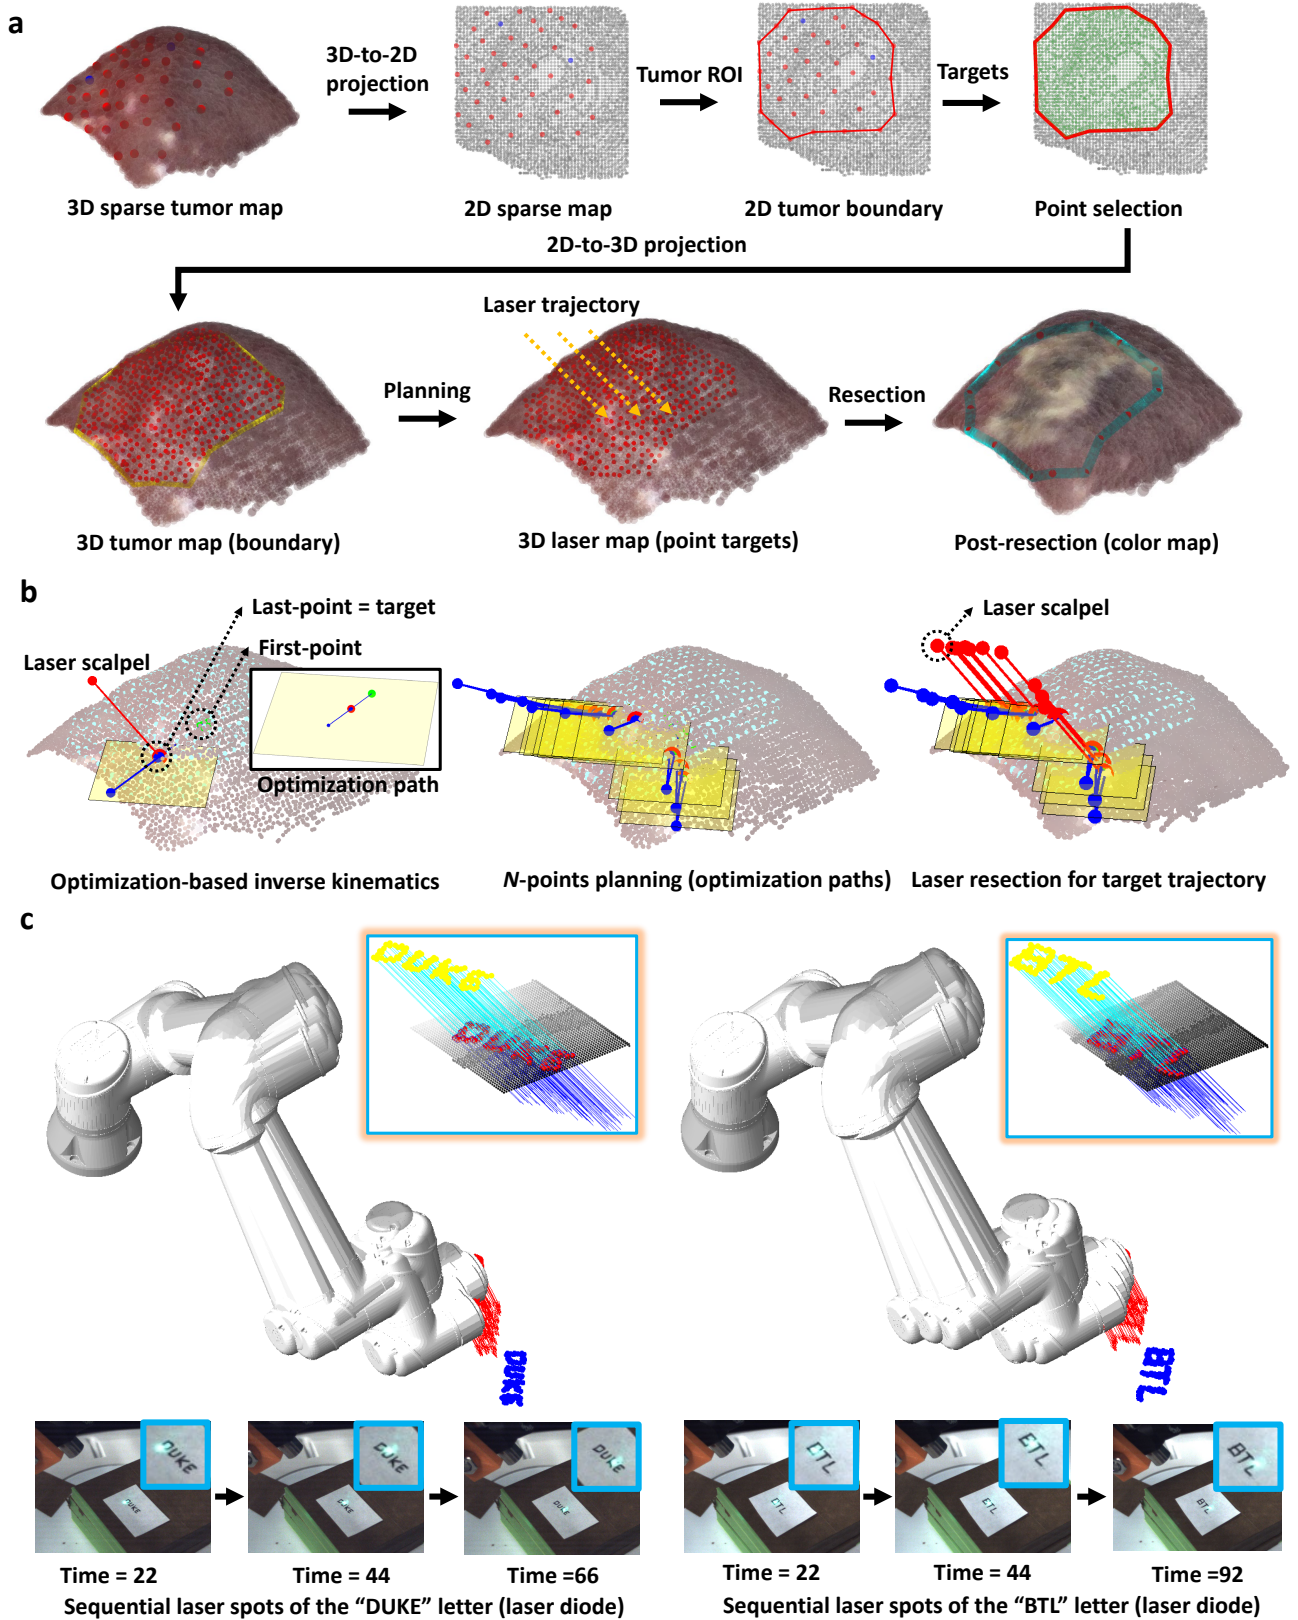 a
3D-to-2D
projection
Tumor ROI
Targets
3D sparse tumor map
2D sparse map
2D tumor boundary
Point selection
2D-to-3D projection
Laser trajectory
Planning
Resection
3D tumor map (boundary)
3D laser map (point targets)
Post-resection (color map)
b
Last-point = target
First-point
Laser scalpel
Optimization path
Laser scalpel
Optimization-based inverse kinematics
N-points planning (optimization paths)
Laser resection for target trajectory
c
DUKE
BTL
DUKE
BTL
DUKE
DUKE
DUKE
ETL
BTL
Time = 22
Time = 44
Time =66
Time = 22
Time = 44
Time =92
Sequential laser spots of the “DUKE” letter (laser diode)
Sequential laser spots of the “BTL” letter (laser diode)